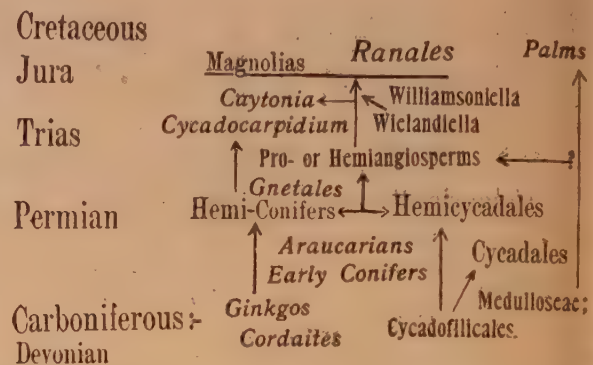 Cretaceous
Magnolias Ranales Palms
Jura
Caytonia Williamsoniella
Cycadocarpidium Wielandiella
Trias
Pro- or Hemiangiosperms ?
Gnetales
Permian Hemi-Conifers Hemicycadales
Araucarians Cycadales
Early Conifers
Ginkgos Medulloseae;
Carboniferous:- Cordaites Cycadofilicales.
Devonian